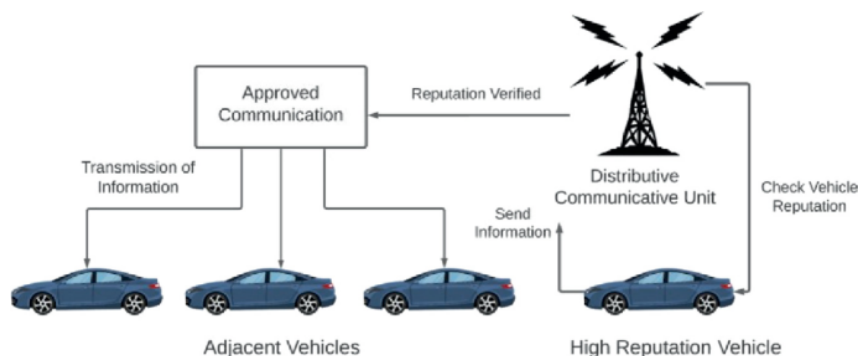 Approved
Communication
Reputation Verified
Transmission of
Information
Distributive
Communicative Unit
Check Vehicle
Reputation
Send
Information
Adjacent Vehicles
High Reputation Vehicle